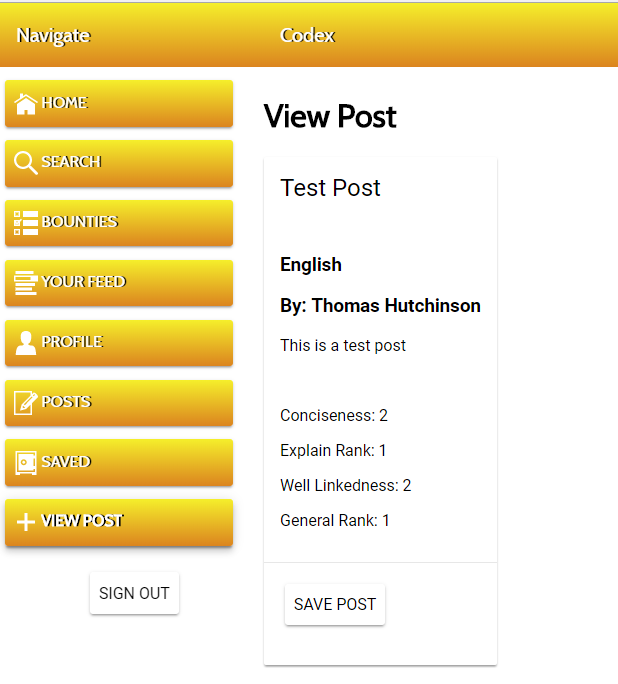 Navigate
Codex
HOME
SEARCH
BOUNTIES
YOUR FEED
PROFILE
POSTS
SAVED
VIEW POST
SIGN OUT
View Post
Test Post
English
By: Thomas Hutchinson
This is a test post
Conciseness: 2
Explain Rank: 1
Well Linkedness: 2
General Rank: 1
SAVE POST